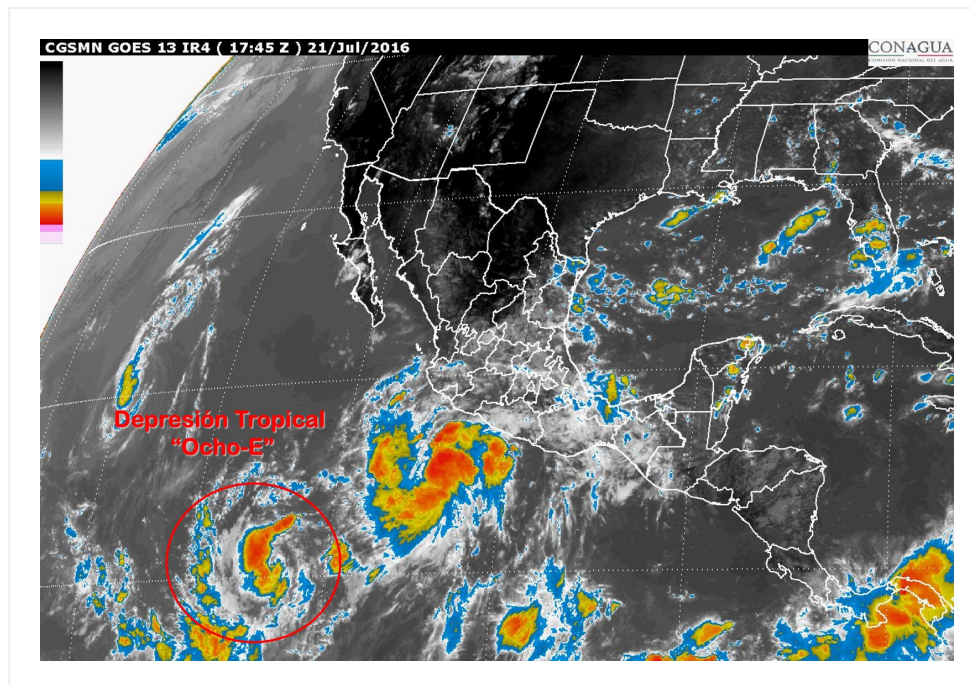 CGSMN GOES 13 IR4 ( 17:45 Z ) 21/Jul/2016
CONAGUA
COMISIÓN NACIONAL DEL AGUA
Depresión Tropical
“Ocho-E”